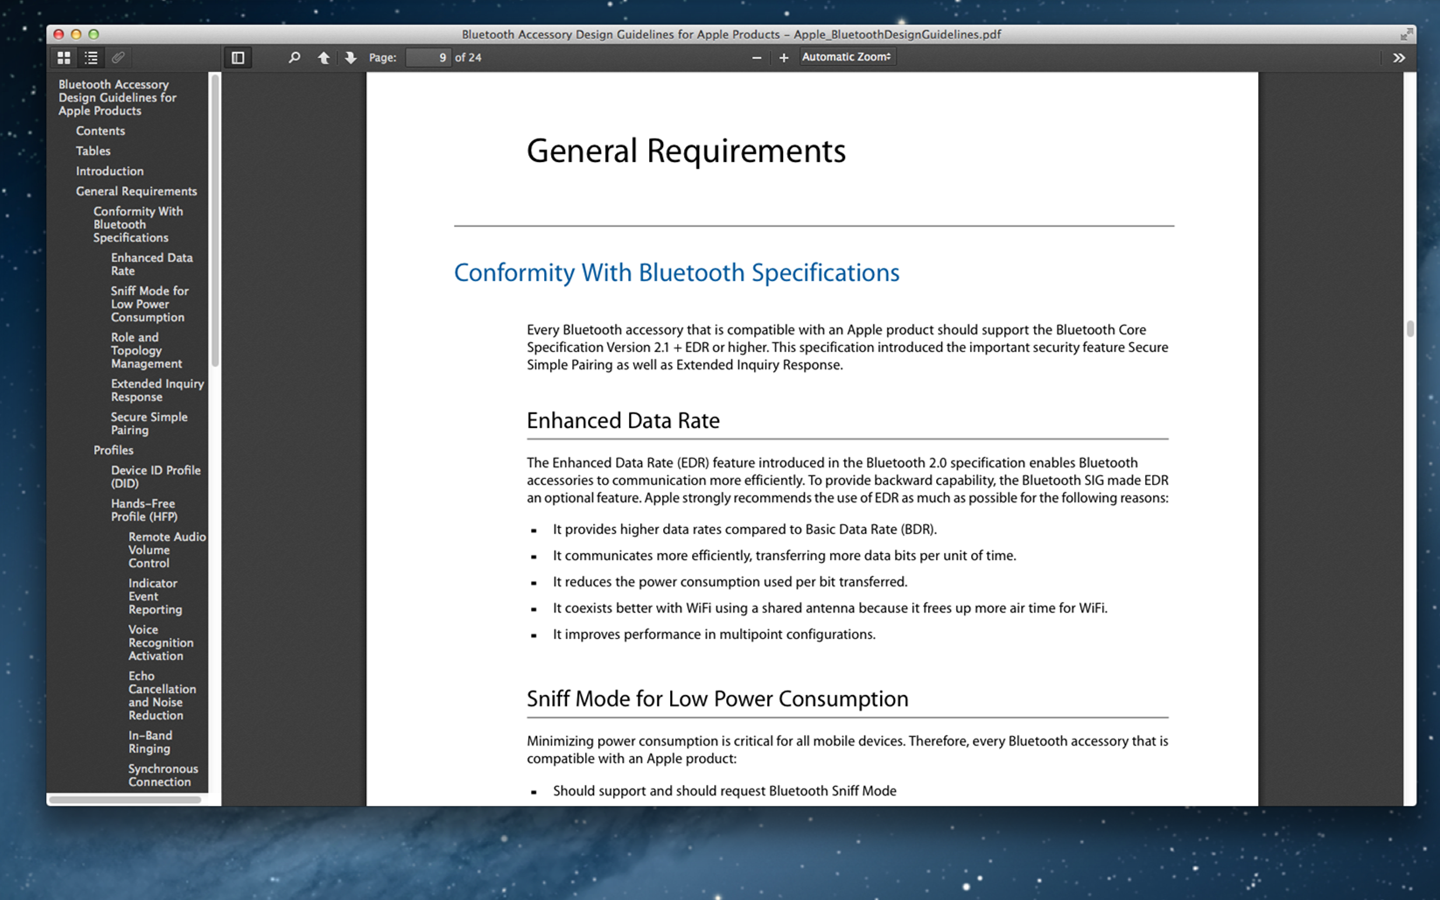 Bluetooth Accessory Design Guidelines for Apple Products – Apple_BluetoothDesignGuidelines.pdf
Page: 9 of 24
Automatic Zoom
Bluetooth Accessory
Design Guidelines for
Apple Products
Contents
Tables
Introduction
General Requirements
Conformity With
Bluetooth
Specifications
Enhanced Data
Rate
Sniff Mode for
Low Power
Consumption
Role and
Topology
Management
Extended Inquiry
Response
Secure Simple
Pairing
Profiles
Device ID Profile
(DID)
Hands-Free
Profile (HFP)
Remote Audio
Volume
Control
Indicator
Event
Reporting
Voice
Recognition
Activation
Echo
Cancellation
and Noise
Reduction
In-Band
Ringing
Synchronous
Connection
General Requirements
Conformity With Bluetooth Specifications
Every Bluetooth accessory that is compatible with an Apple product should support the Bluetooth Core
Specification Version 2.1 + EDR or higher. This specification introduced the important security feature Secure
Simple Pairing as well as Extended Inquiry Response.
Enhanced Data Rate
The Enhanced Data Rate (EDR) feature introduced in the Bluetooth 2.0 specification enables Bluetooth
accessories to communication more efficiently. To provide backward capability, the Bluetooth SIG made EDR
an optional feature. Apple strongly recommends the use of EDR as much as possible for the following reasons:
▪ It provides higher data rates compared to Basic Data Rate (BDR).
▪ It communicates more efficiently, transferring more data bits per unit of time.
▪ It reduces the power consumption used per bit transferred.
▪ It coexists better with WiFi using a shared antenna because it frees up more air time for WiFi.
▪ It improves performance in multipoint configurations.
Sniff Mode for Low Power Consumption
Minimizing power consumption is critical for all mobile devices. Therefore, every Bluetooth accessory that is
compatible with an Apple product:
▪ Should support and should request Bluetooth Sniff Mode